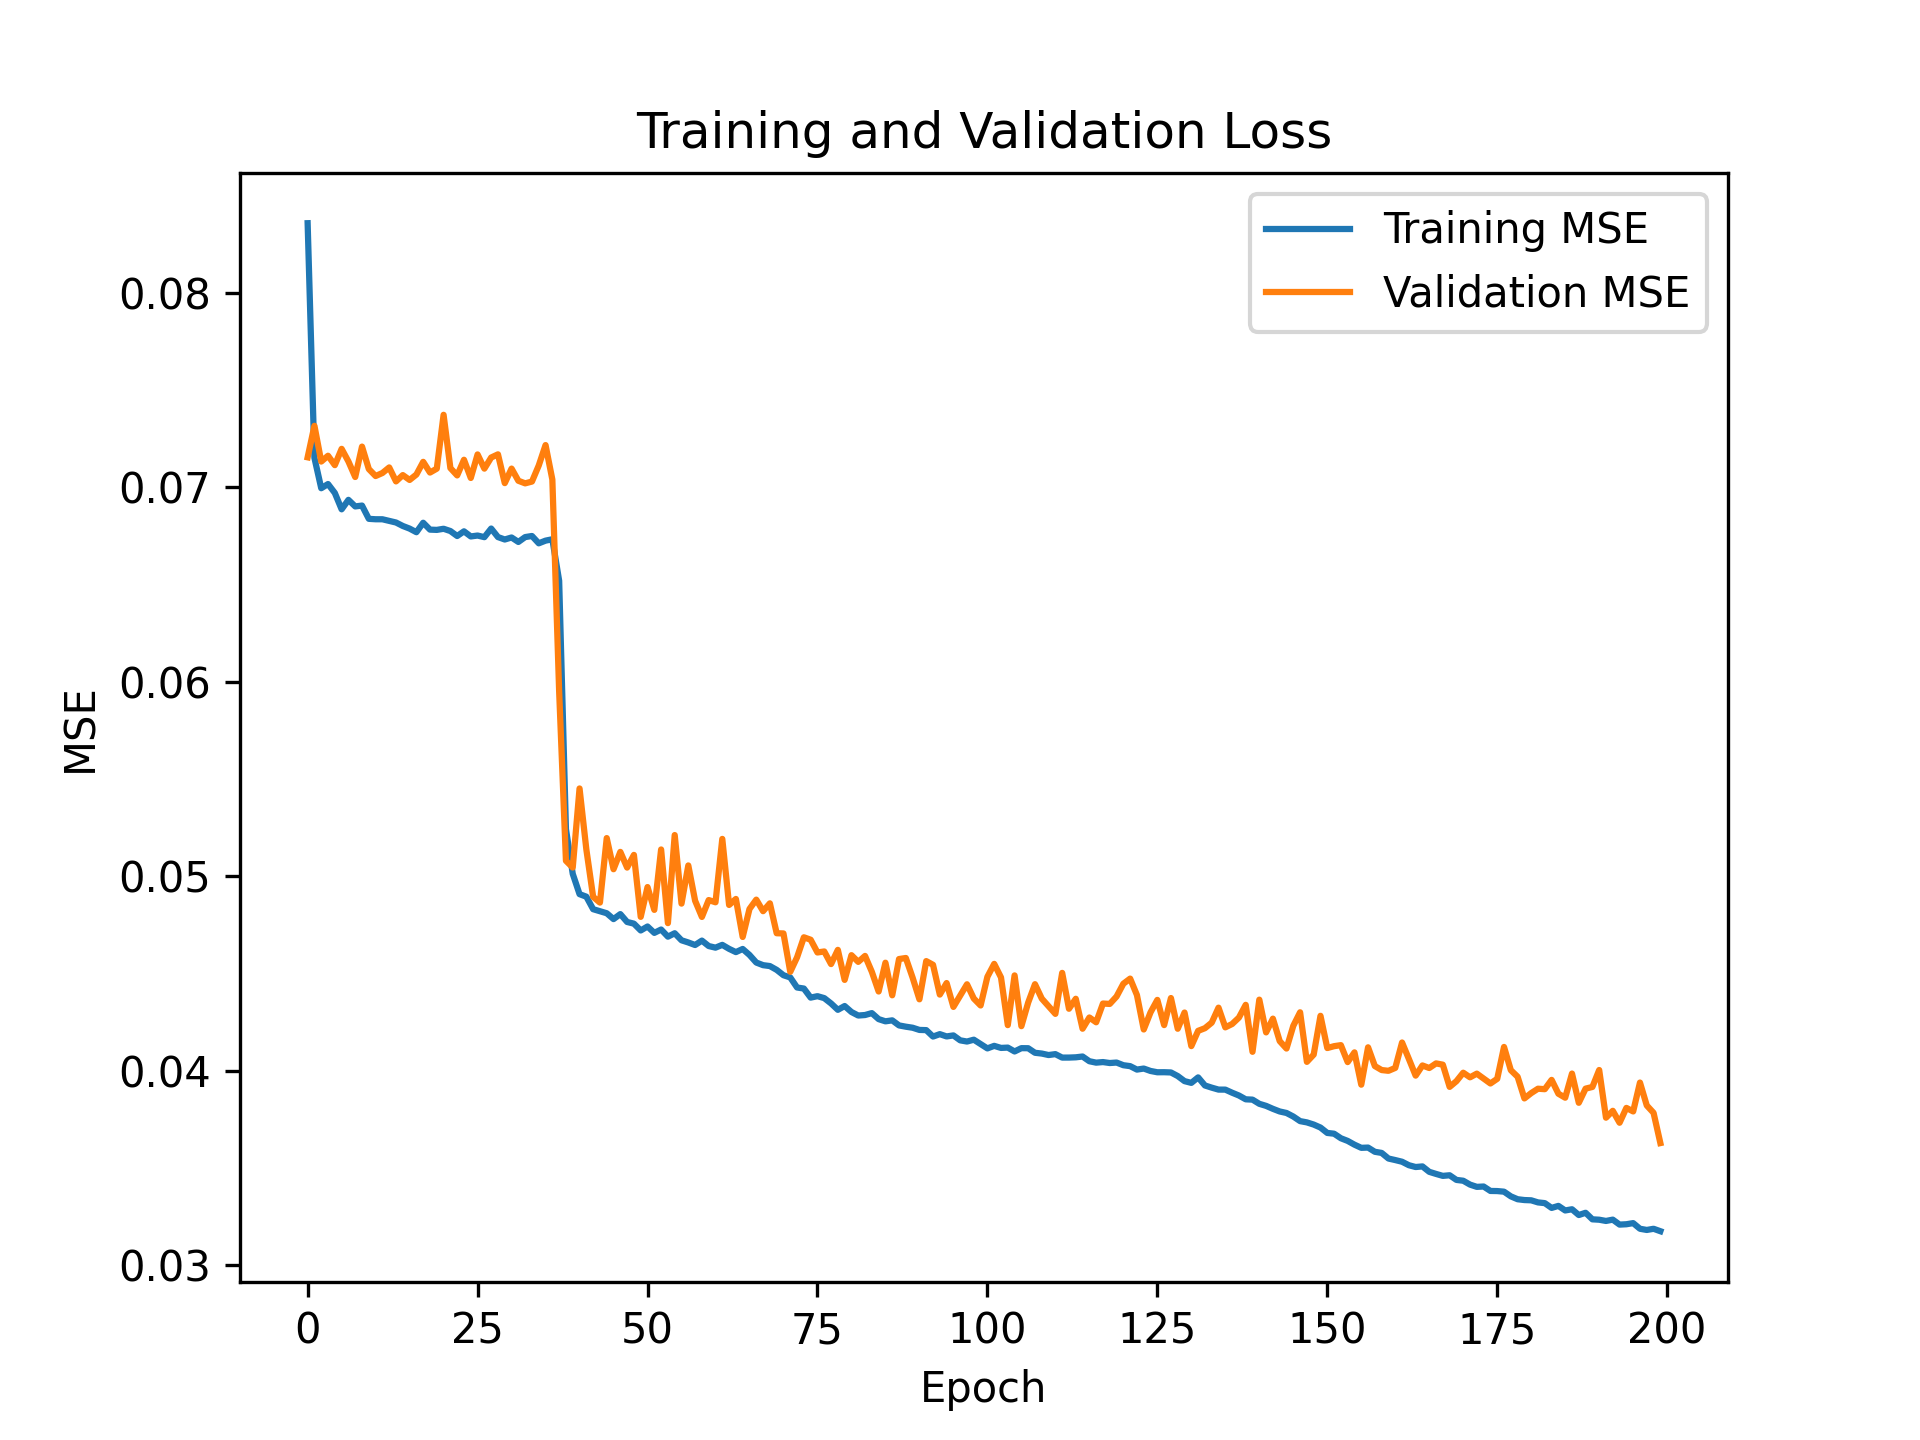 Training and Validation Loss
Training MSE
Validation MSE
0.08
0.07
0.06
0.05
0.04
0.03
MSE
0 25 50 75 100 125 150 175 200
Epoch